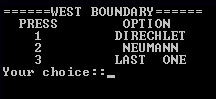 ======WEST BOUNDARY======
PRESS OPTION
1 DIRECHLET
2 NEUMANN
3 LAST ONE
Your choice::_